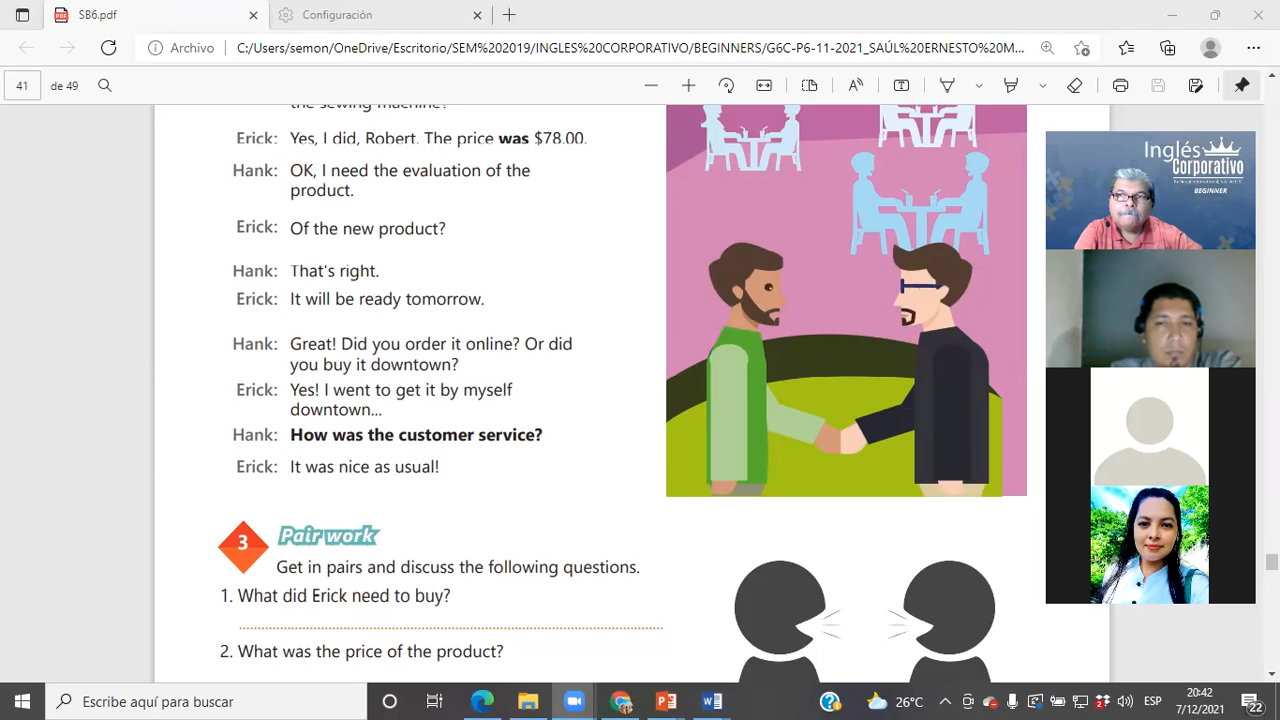 SB6.pdf
Configuración
Archivo
C:/Users/semon/OneDrive/Escritorio/SEM%202019/INGLES%20CORPORATIVO/BEGINNERS/G6C-P6-11-2021_SAÚL%20ERNESTO%20M...
41
de 49
the sewing machine?
Erick: Yes, I did, Robert. The price was $78.00.
Hank: OK, I need the evaluation of the
product.
Erick: Of the new product?
Hank: That's right.
Erick: It will be ready tomorrow.
Hank: Great! Did you order it online? Or did
you buy it downtown?
Erick: Yes! I went to get it by myself
downtown...
Hank: How was the customer service?
Erick: It was nice as usual!
3
Pair work
Get in pairs and discuss the following questions.
1. What did Erick need to buy?
2. What was the price of the product?
Inglés
Corporativo
BEGINNER
Escribe aquí para buscar
26°C
ESP
20:42
7/12/2021
22